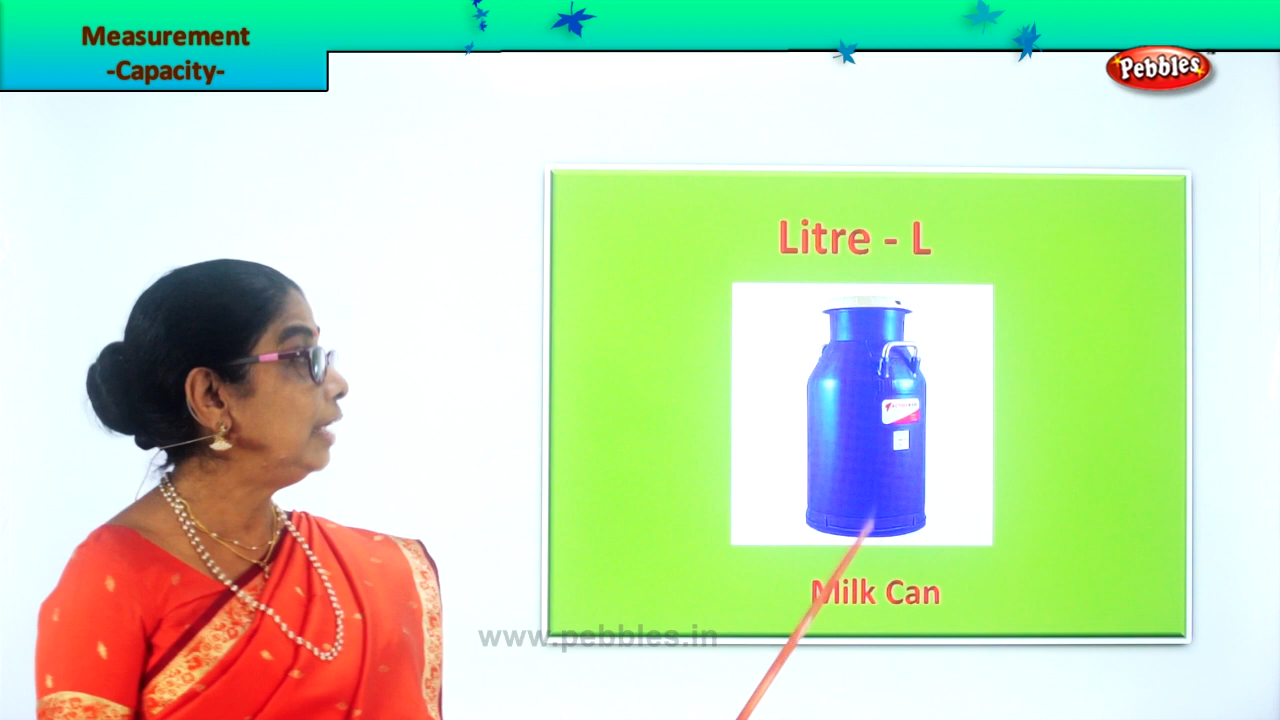 Measurement
-Capacity-
Pebbles
Litre - L
Milk Can
www.pebbles.in